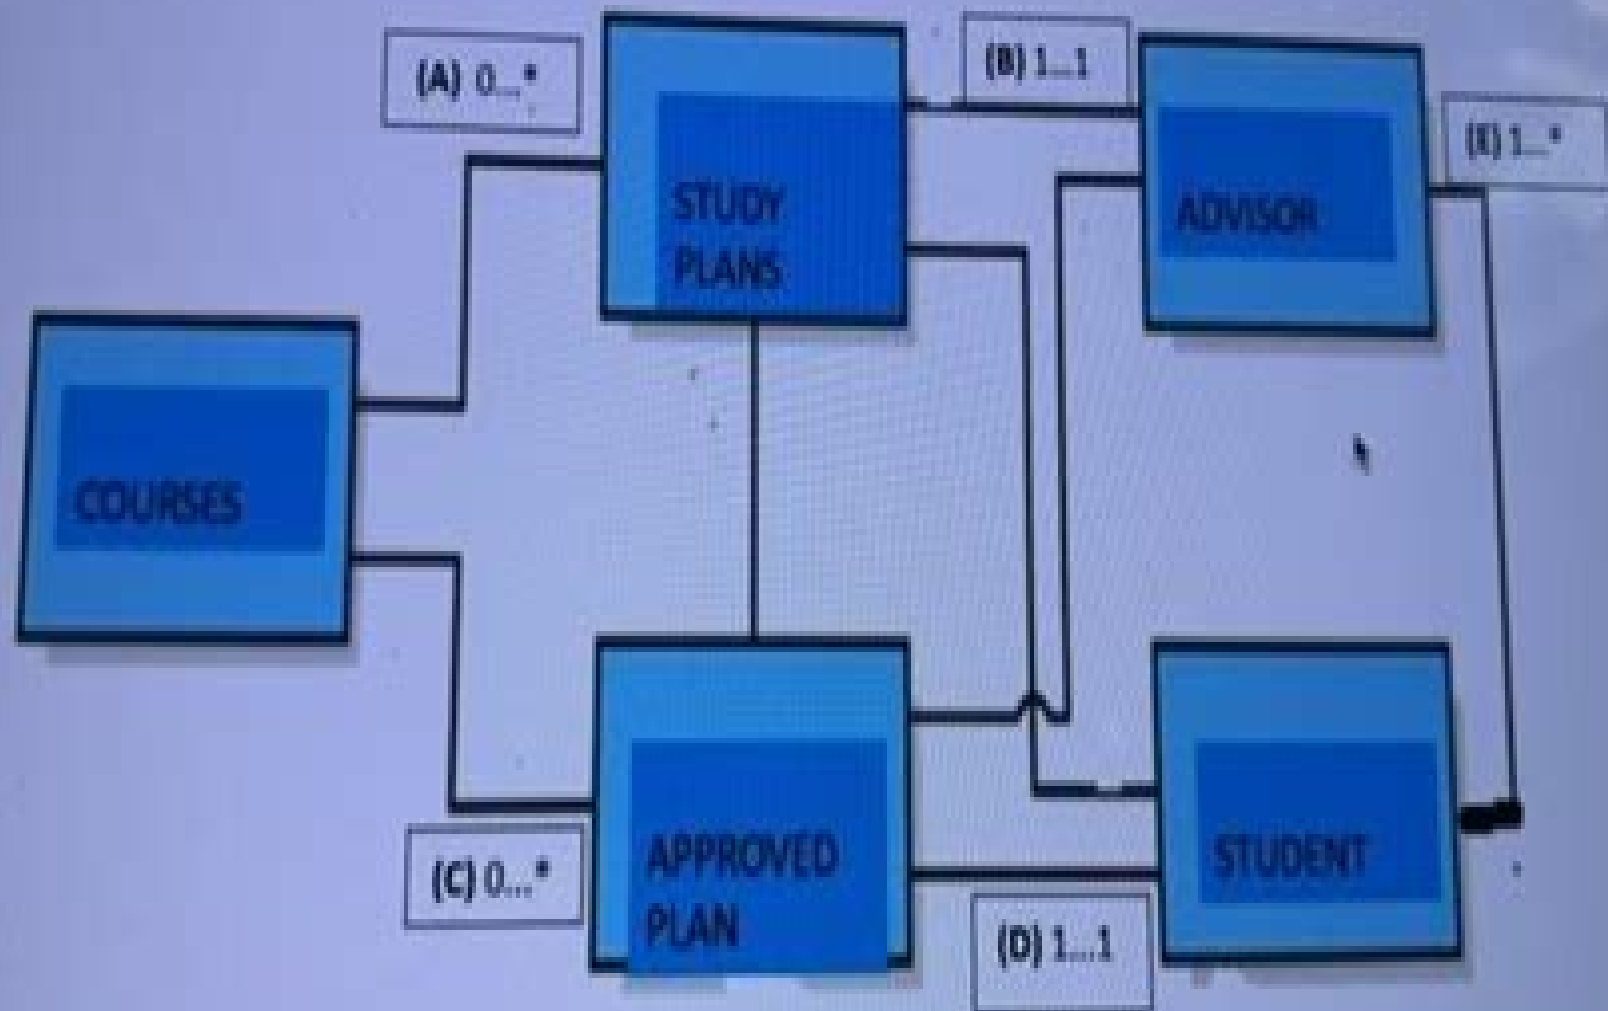 (A) 0...*
(B) 1...1
(E) 1...*
STUDY
PLANS
ADVISOR
COURSES
APPROVED
PLAN
STUDENT
(C) 0...*
(D) 1...1